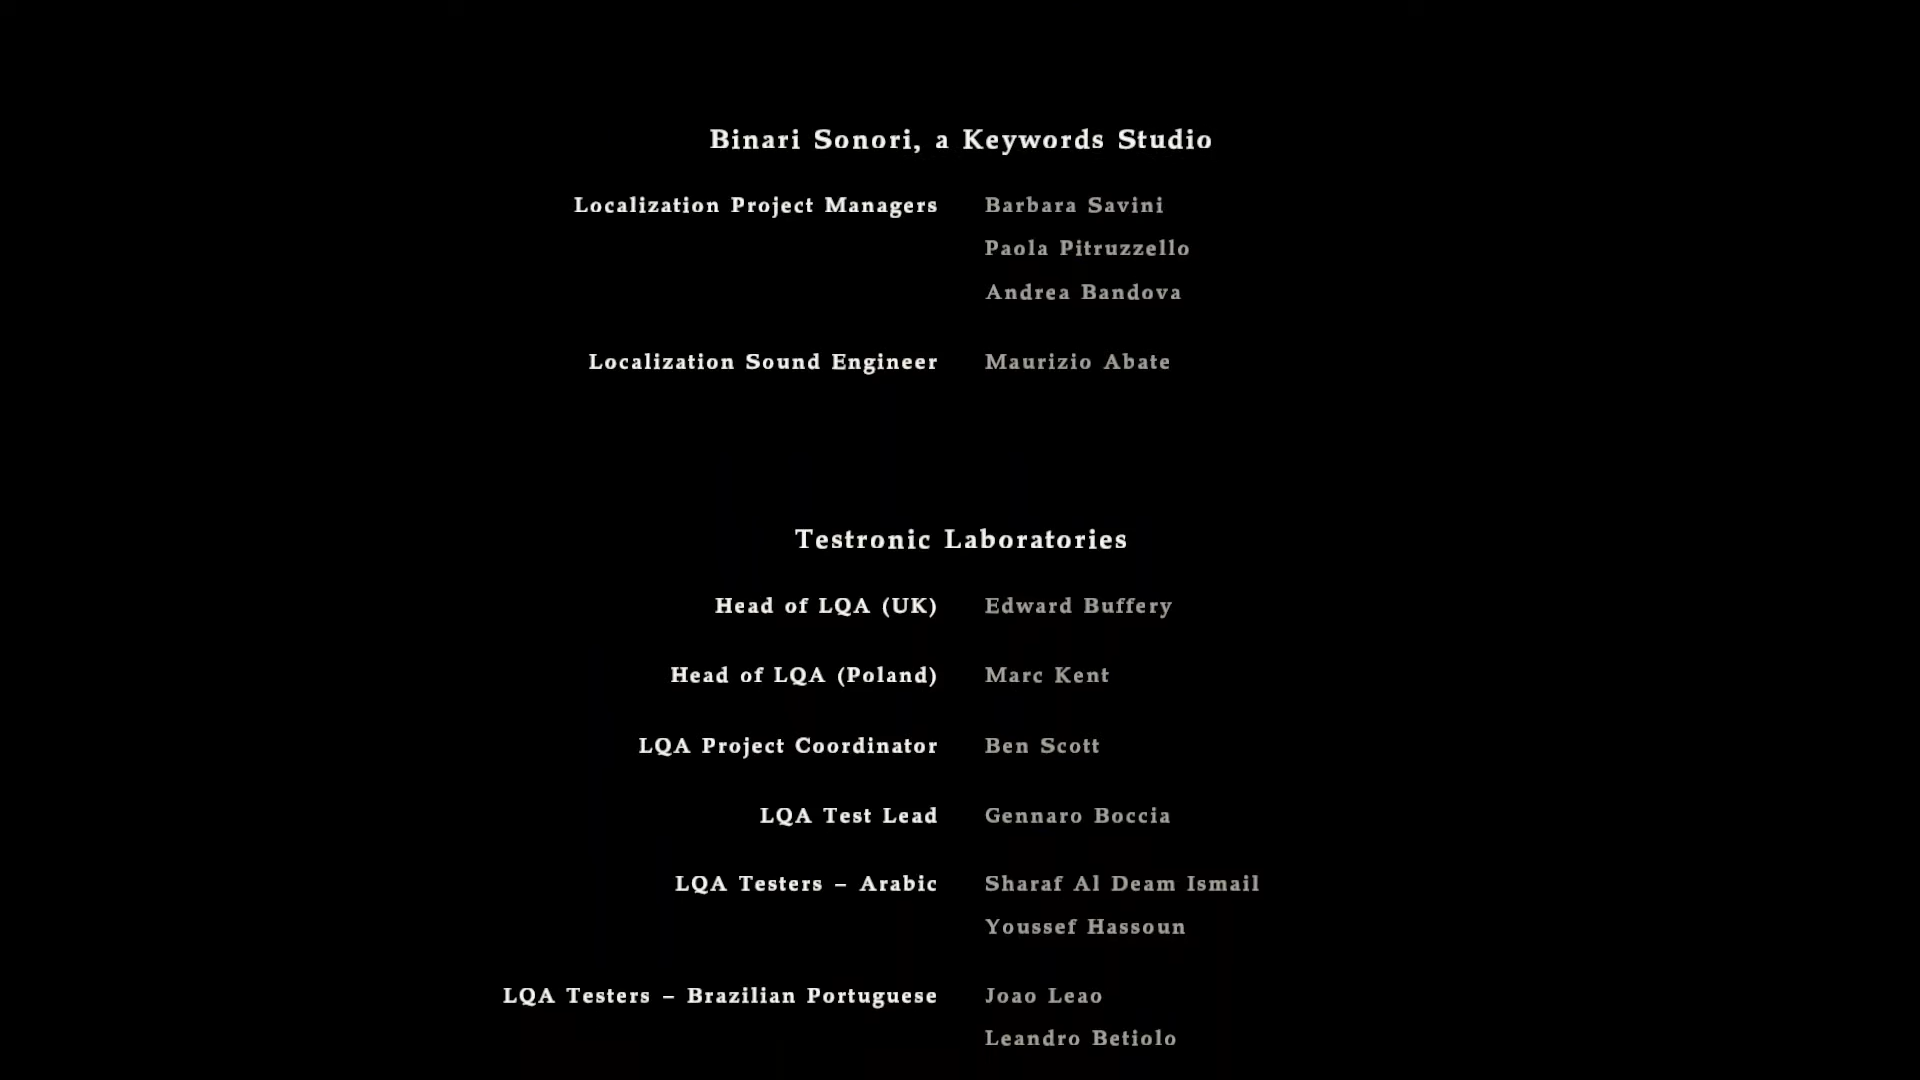 Binari Sonori, a Keywords Studio
Localization Project Managers Barbara Savini
Paola Pitruzzello
Andrea Bandova
Localization Sound Engineer Maurizio Abate
Testronic Laboratories
Head of LQA (UK) Edward Buffery
Head of LQA (Poland) Marc Kent
LQA Project Coordinator Ben Scott
LQA Test Lead Gennaro Boccia
LQA Testers – Arabic Sharaf Al Deam Ismail
Youssef Hassoun
LQA Testers – Brazilian Portuguese Joao Leao
Leandro Betiolo